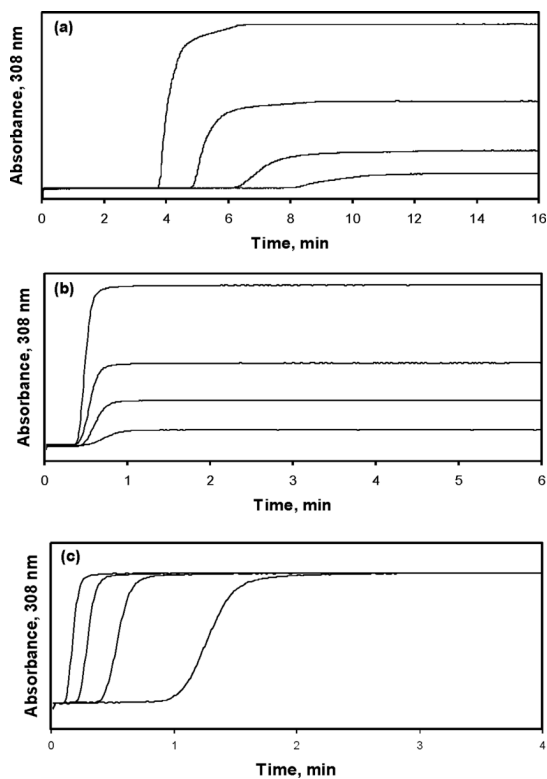 (a)
Absorbance, 308 nm
0 2 4 6 8 10 12 14 16
Time, min
(b)
Absorbance, 308 nm
0 1 2 3 4 5 6
Time, min
(c)
Absorbance, 308 nm
0 1 2 3 4
Time, min